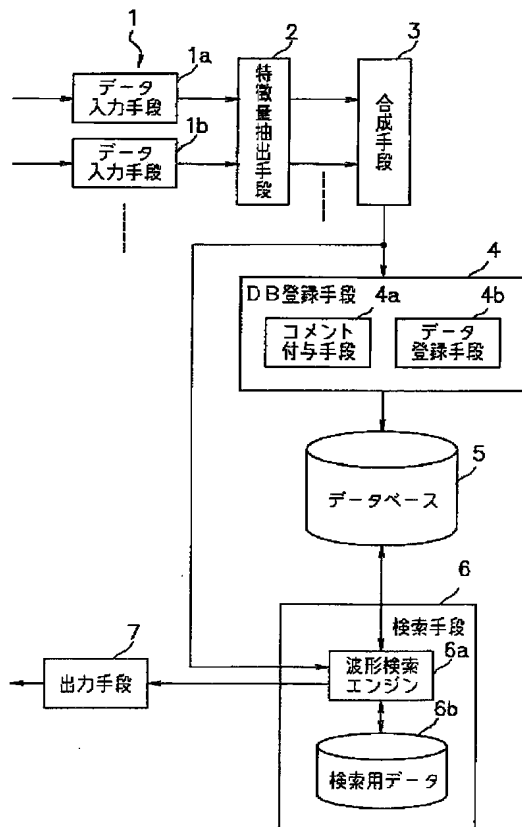 1
1a
2
3
データ
入力手段
1b
データ
入力手段
特徴量抽出手段
合成手段
4
DB登録手段
4a
4b
コメント
付与手段
データ
登録手段
5
データベース
6
検索手段
7
6a
出力手段
波形検索
エンジン
6b
検索用データ